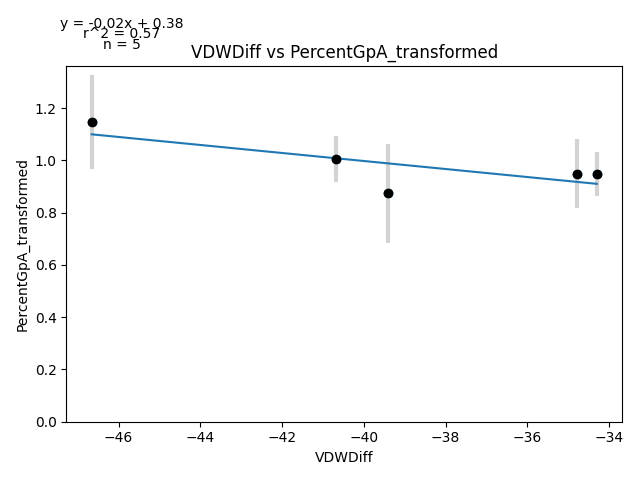 y = -0.02x + 0.38
r^2 = 0.57
n = 5
VDWDiff vs PercentGpA_transformed
1.2
1.0
0.8
0.6
0.4
0.2
0.0
PercentGpA_transformed
−46
−44
−42
−40
−38
−36
−34
VDWDiff